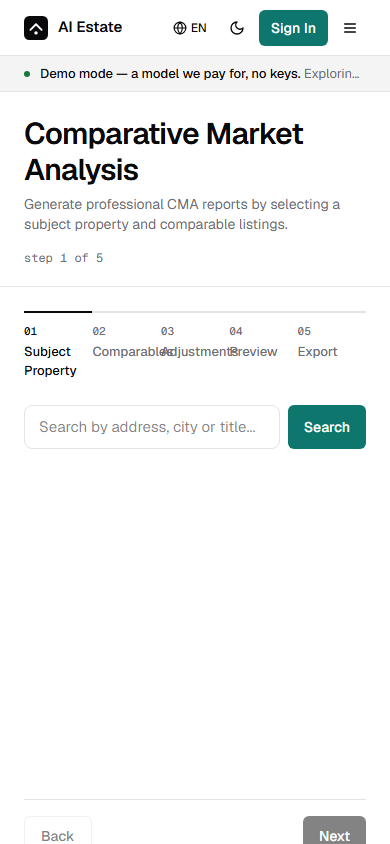 AI Estate
EN
Sign In
Demo mode — a model we pay for, no keys. Explorin...
Comparative Market
Analysis
Generate professional CMA reports by selecting a
subject property and comparable listings.
step 1 of 5
01 02 03 04 05
Subject Comparables Adjustments Preview Export
Property
Search by address, city or title...
Search
Back
Next